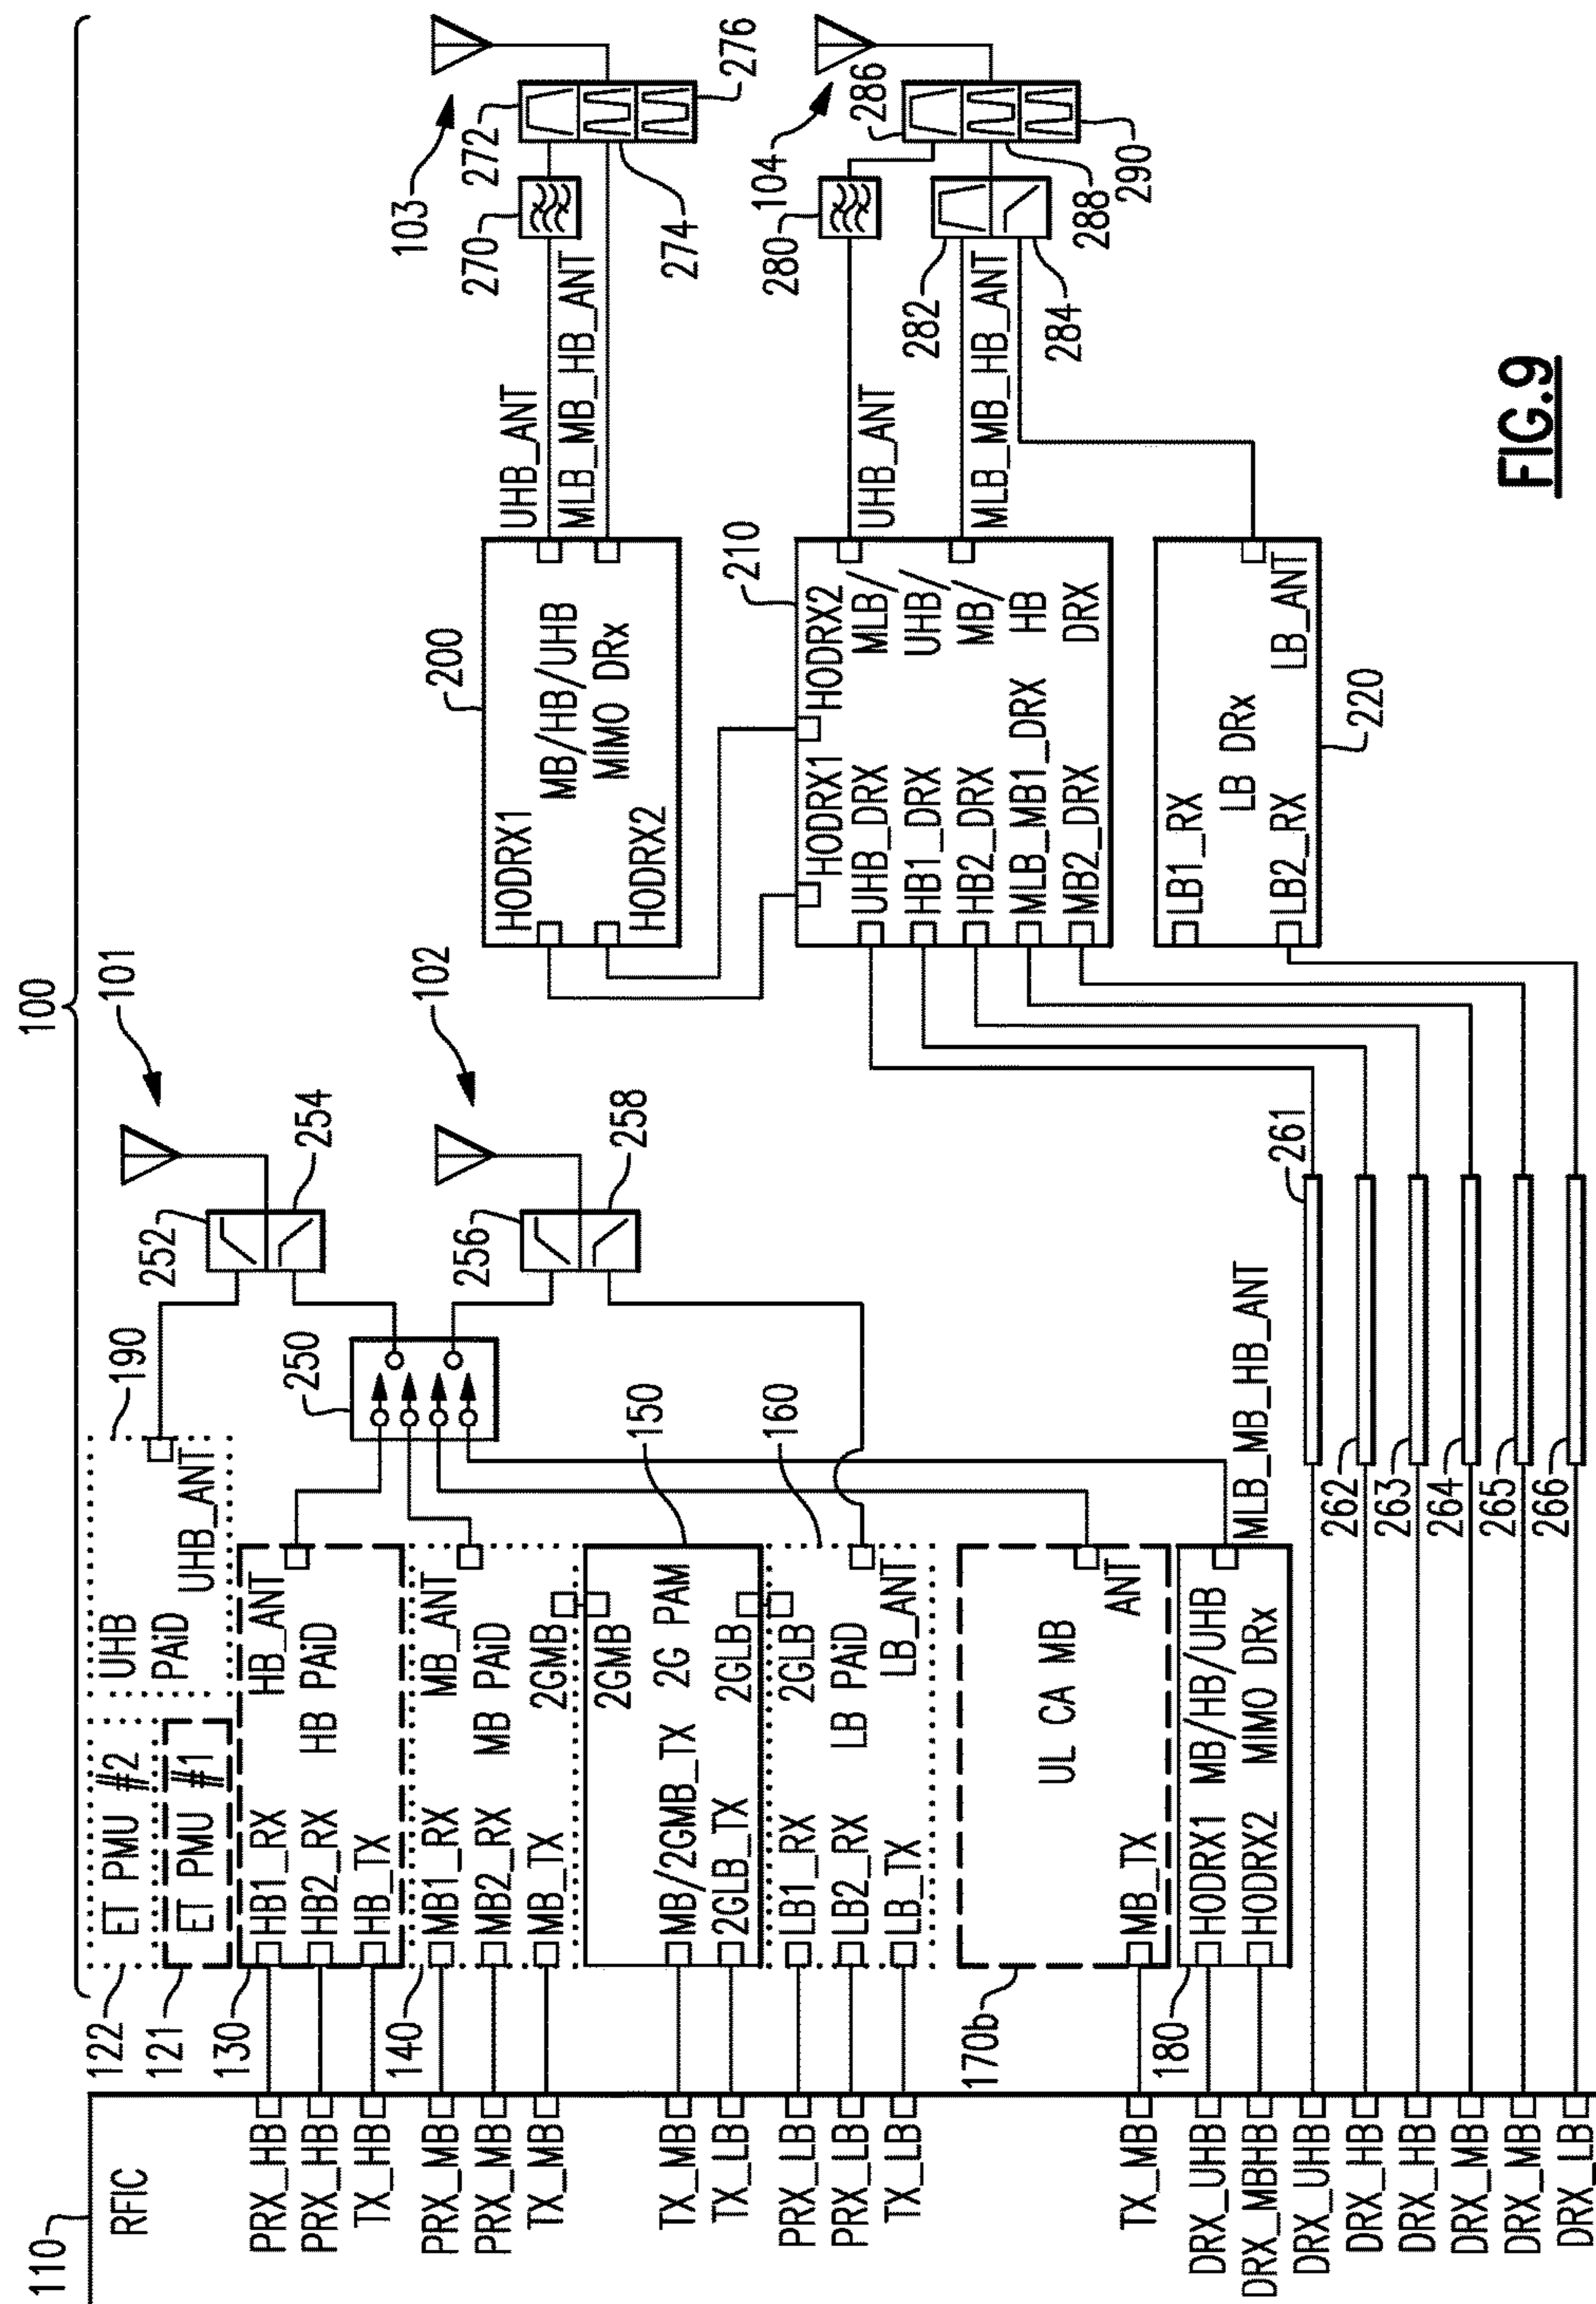 100
110
RFIC
PRX_HB
PRX_HB
TX_HB
PRX_MB
PRX_MB
TX_MB
TX_MB
TX_LB
PRX_LB
PRX_LB
TX_LB
TX_MB
DRX_UHB
DRX_MBHB
DRX_UHB
DRX_HB
DRX_HB
DRX_MB
DRX_MB
DRX_LB
122
ET PMU #2
121
ET PMU #1
190
UHB
PAiD
UHB_ANT
130
HB1_RX
HB2_RX
HB_TX
HB PAiD
HB_ANT
140
MB1_RX
MB2_RX
MB_TX
MB PAiD
MB_ANT
2GMB
150
2GMB
MB/2GMB_TX
2G PAM
2GLB_TX
2GLB
160
2GLB
LB1_RX
LB2_RX
LB_TX
LB PAiD
LB_ANT
170b
MB_TX
UL CA MB
ANT
180
HODRX1
HODRX2
MB/HB/UHB
MIMO DRx
MLB_MB_HB_ANT
250
252
254
101
256
258
102
261
262
263
264
265
266
200
HODRX1
HODRX2
MB/HB/UHB
MIMO DRx
UHB_ANT
MLB_MB_HB_ANT
210
HODRX1
HODRX2
UHB_DRX
HB1_DRX
HB2_DRX
MLB_MB1_DRX
MB2_DRX
MLB/
UHB/
MB/
HB
DRX
UHB_ANT
MLB_MB_HB_ANT
220
LB1_RX
LB2_RX
LB DRx
LB_ANT
270
272
274
276
103
280
282
284
286
288
290
104
FIG.9